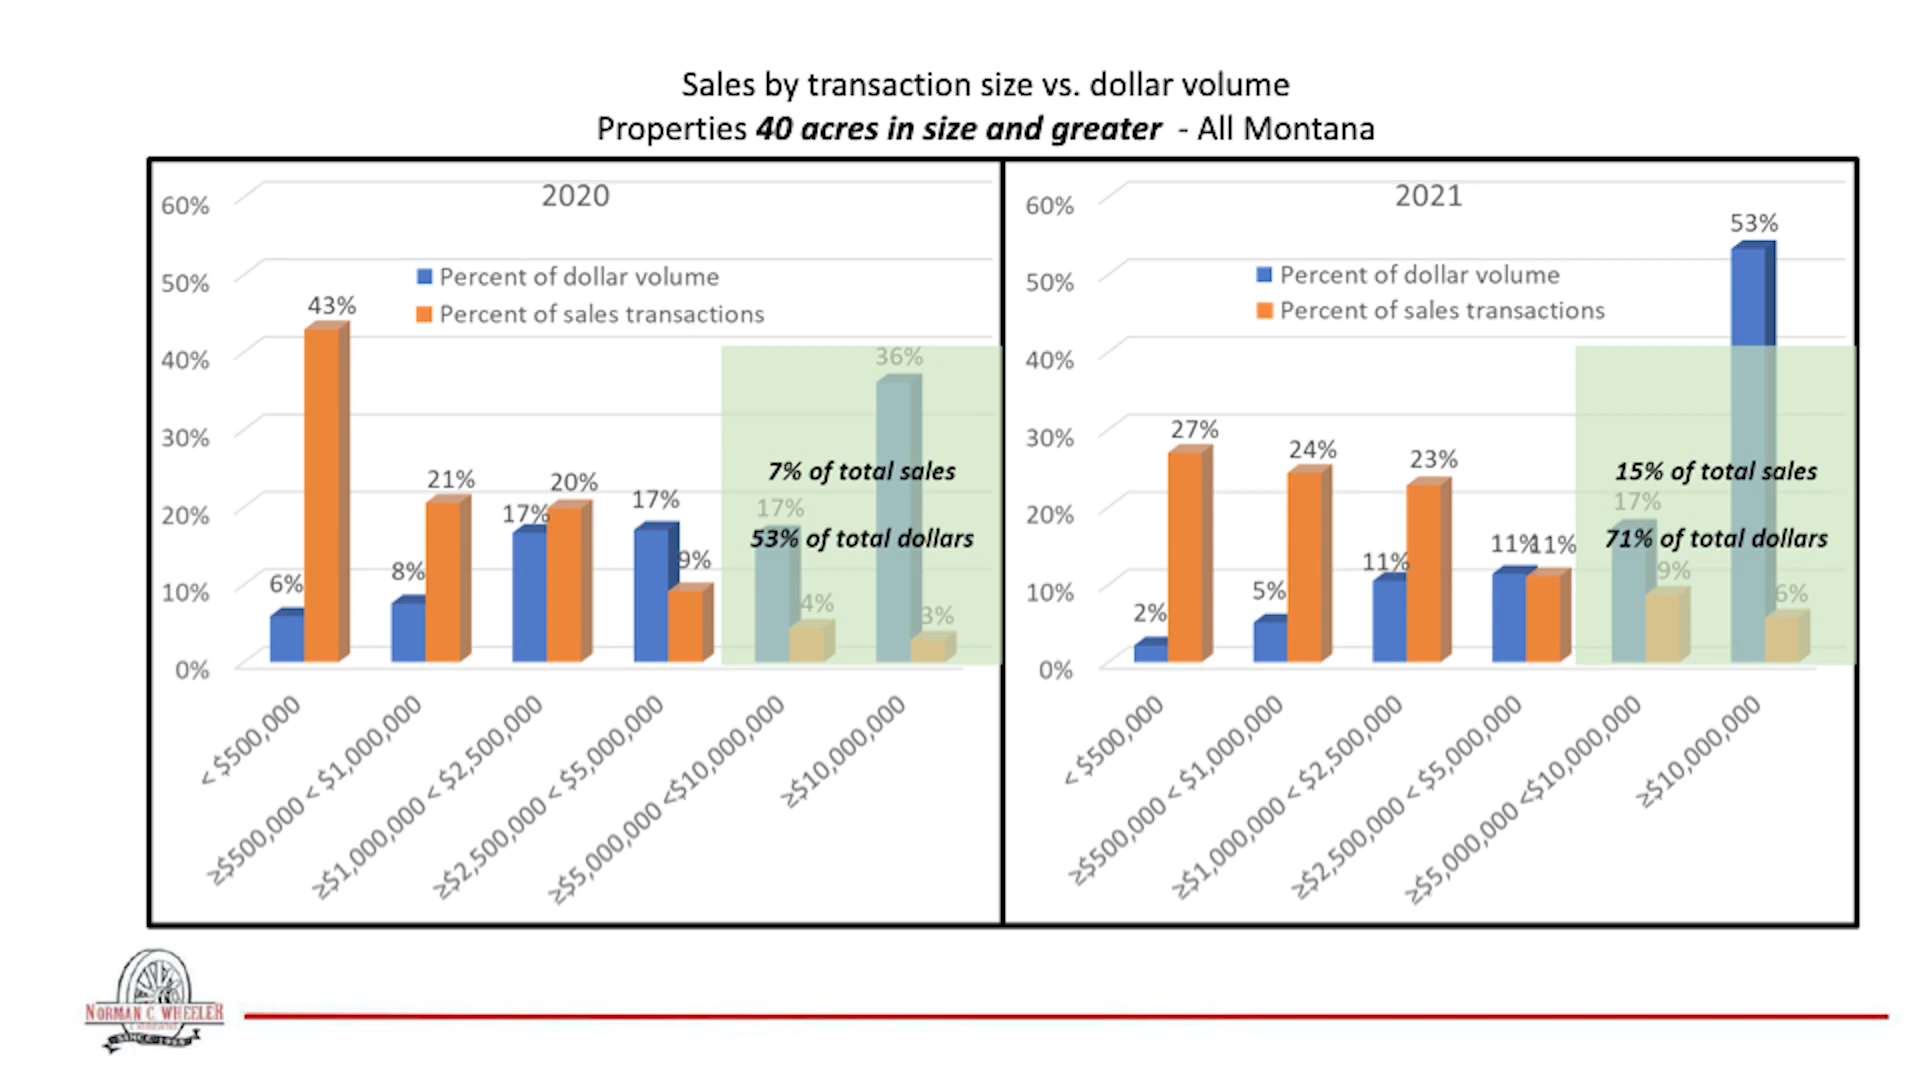 Sales by transaction size vs. dollar volume
Properties 40 acres in size and greater - All Montana
2020
60%
50%
40%
30%
20%
10%
0%
Percent of dollar volume
Percent of sales transactions
6%
43%
8%
21%
17%
20%
17%
9%
17%
4%
36%
3%
7% of total sales
53% of total dollars
< $500,000
≥$500,000 < $1,000,000
≥$1,000,000 < $2,500,000
≥$2,500,000 < $5,000,000
≥$5,000,000 <$10,000,000
≥$10,000,000
2021
60%
50%
40%
30%
20%
10%
0%
Percent of dollar volume
Percent of sales transactions
2%
27%
5%
24%
11%
23%
11%
11%
17%
9%
53%
6%
15% of total sales
71% of total dollars
< $500,000
≥$500,000 < $1,000,000
≥$1,000,000 < $2,500,000
≥$2,500,000 < $5,000,000
≥$5,000,000 <$10,000,000
≥$10,000,000
NORMAN C. WHEELER